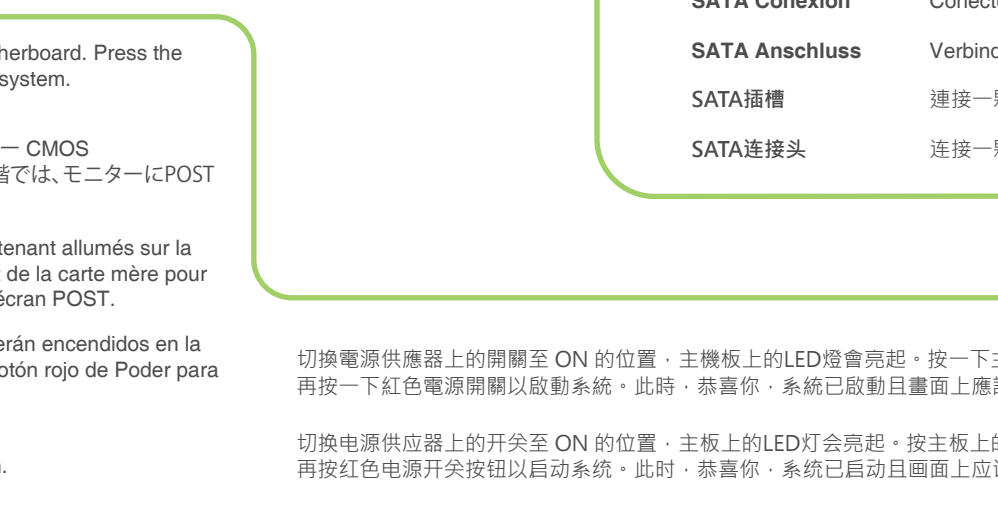 herboard. Press the
system.
ー CMOS
では、モニターにPOST
tenant allumés sur la
de la carte mère pour
écran POST.
erán encendidos en la
otón rojo de Poder para
.
SATA Conexión
SATA Anschluss Verbind
SATA插槽 連接一
SATA连接头 连接一
切換電源供應器上的開關至 ON 的位置，主機板上的LED燈會亮起。按一下
再按一下紅色電源開關以啟動系統。此時，恭喜你，系統已啟動且畫面上應
切换电源供应器上的开关至 ON 的位置，主板上的LED灯会亮起。按主板上的
再按红色电源开关按钮以启动系统。此时，恭喜你，系统已启动且画面上应